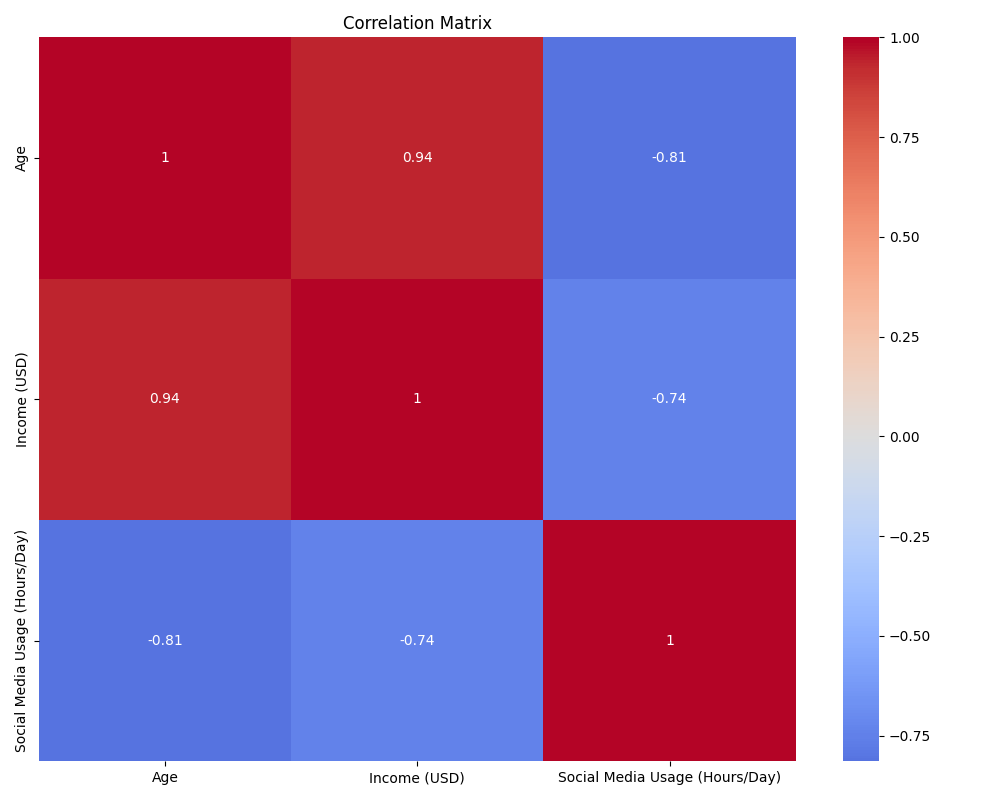 Correlation Matrix
Age
1
0.94
-0.81
Income (USD)
0.94
1
-0.74
Social Media Usage (Hours/Day)
-0.81
-0.74
1
Age
Income (USD)
Social Media Usage (Hours/Day)
1.00
0.75
0.50
0.25
0.00
−0.25
−0.50
−0.75